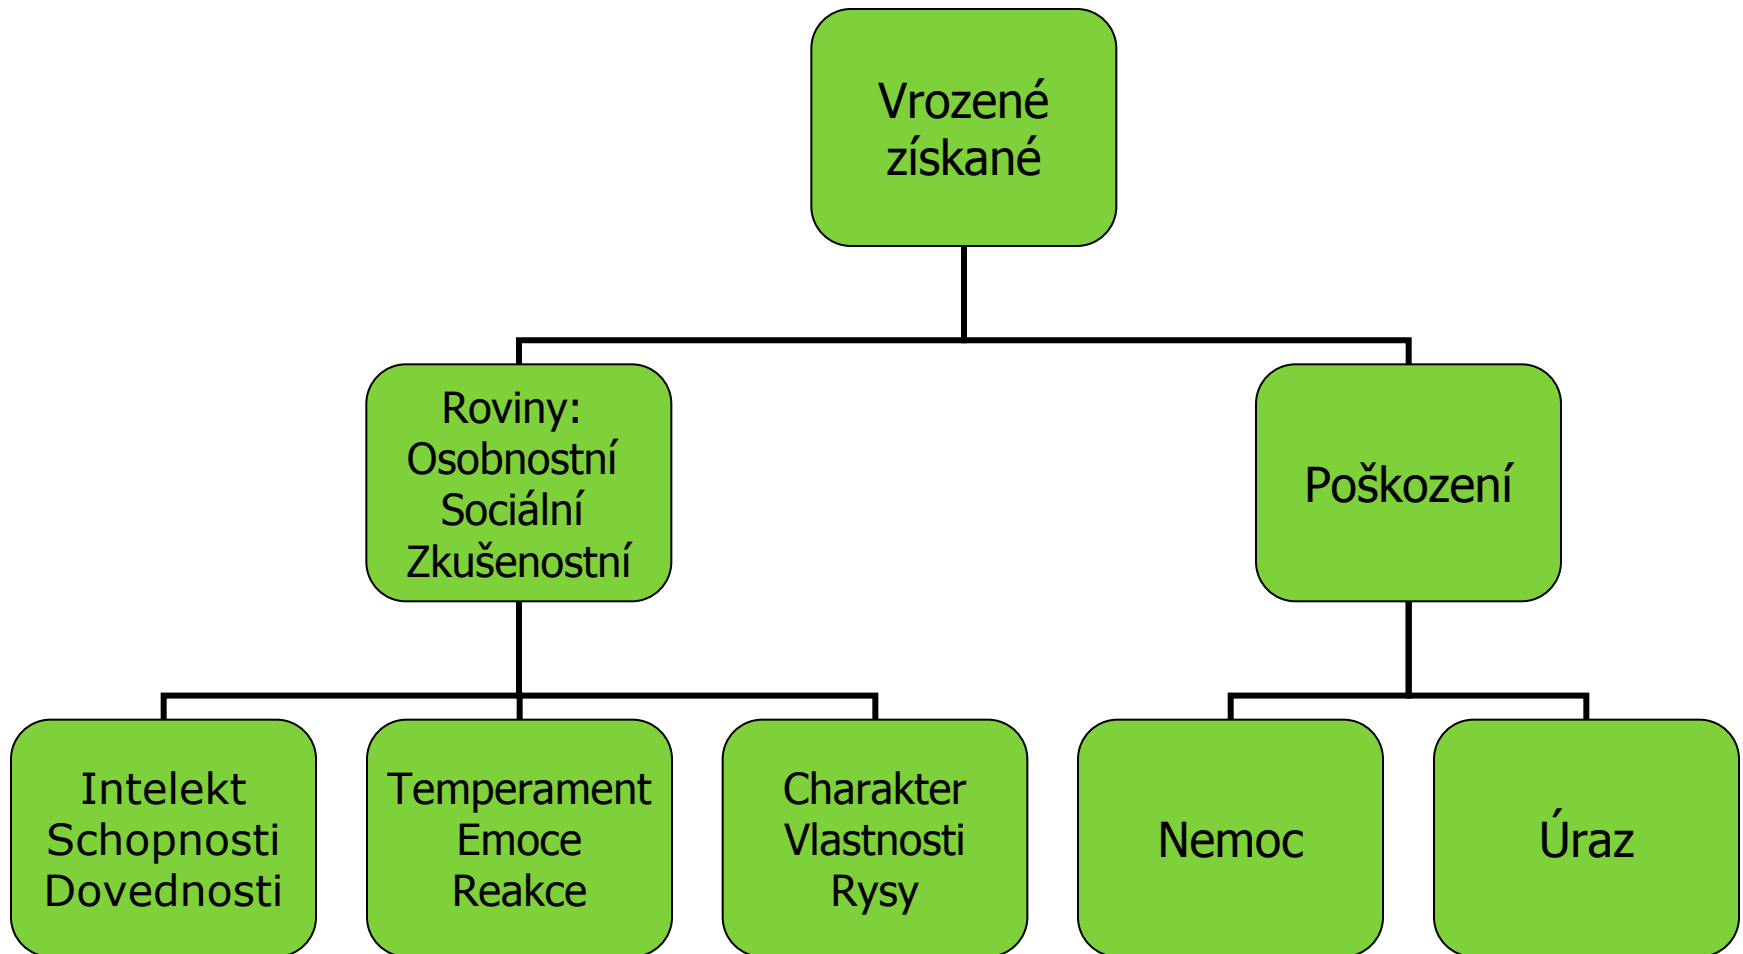 Vrozené
získané
Roviny:
Osobnostní
Sociální
Zkušenostní
Poškození
Intelekt
Schopnosti
Dovednosti
Temperament
Emoce
Reakce
Charakter
Vlastnosti
Rysy
Nemoc
Úraz